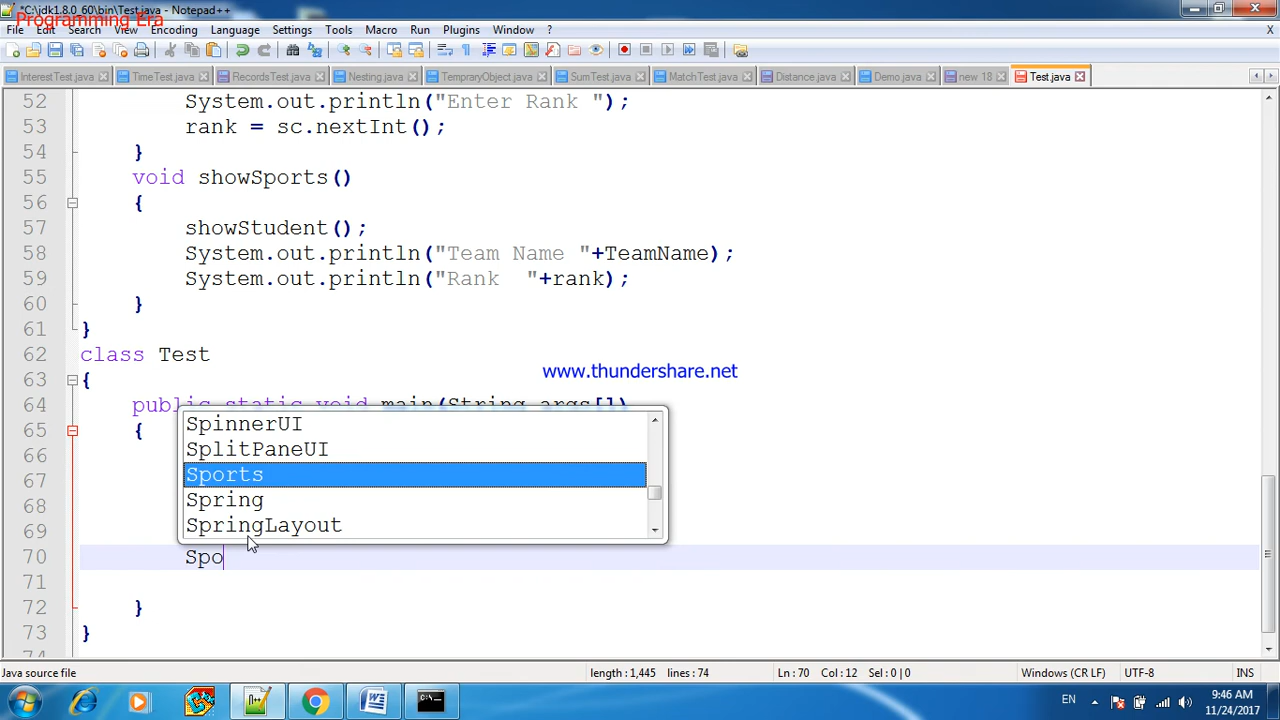 *C:\jdk1.8.0_60\bin\Test.java - Notepad++
Programming Era
File Edit Search View Encoding Language Settings Tools Macro Run Plugins Window ? X
InterestTest.java TimeTest.java RecordsTest.java Nesting.java TempraryObject.java SumTest.java MatchTest.java Distance.java Demo.java new 18 Test.java
52 System.out.println("Enter Rank ");
53 rank = sc.nextInt();
54 }
55 void showSports()
56 {
57 showStudent();
58 System.out.println("Team Name "+TeamName);
59 System.out.println("Rank  "+rank);
60 }
61 }
62 class Test
www.thundershare.net
63 {
64 public static void main(String args[])
65 {
SpinnerUI
66
SplitPaneUI
67 Sports
68 Spring
69 SpringLayout
70 Spo
71
72 }
73 }
74
Java source file length : 1,445 lines : 74 Ln : 70 Col : 12 Sel : 0 | 0 Windows (CR LF) UTF-8 INS
EN 9:46 AM
11/24/2017